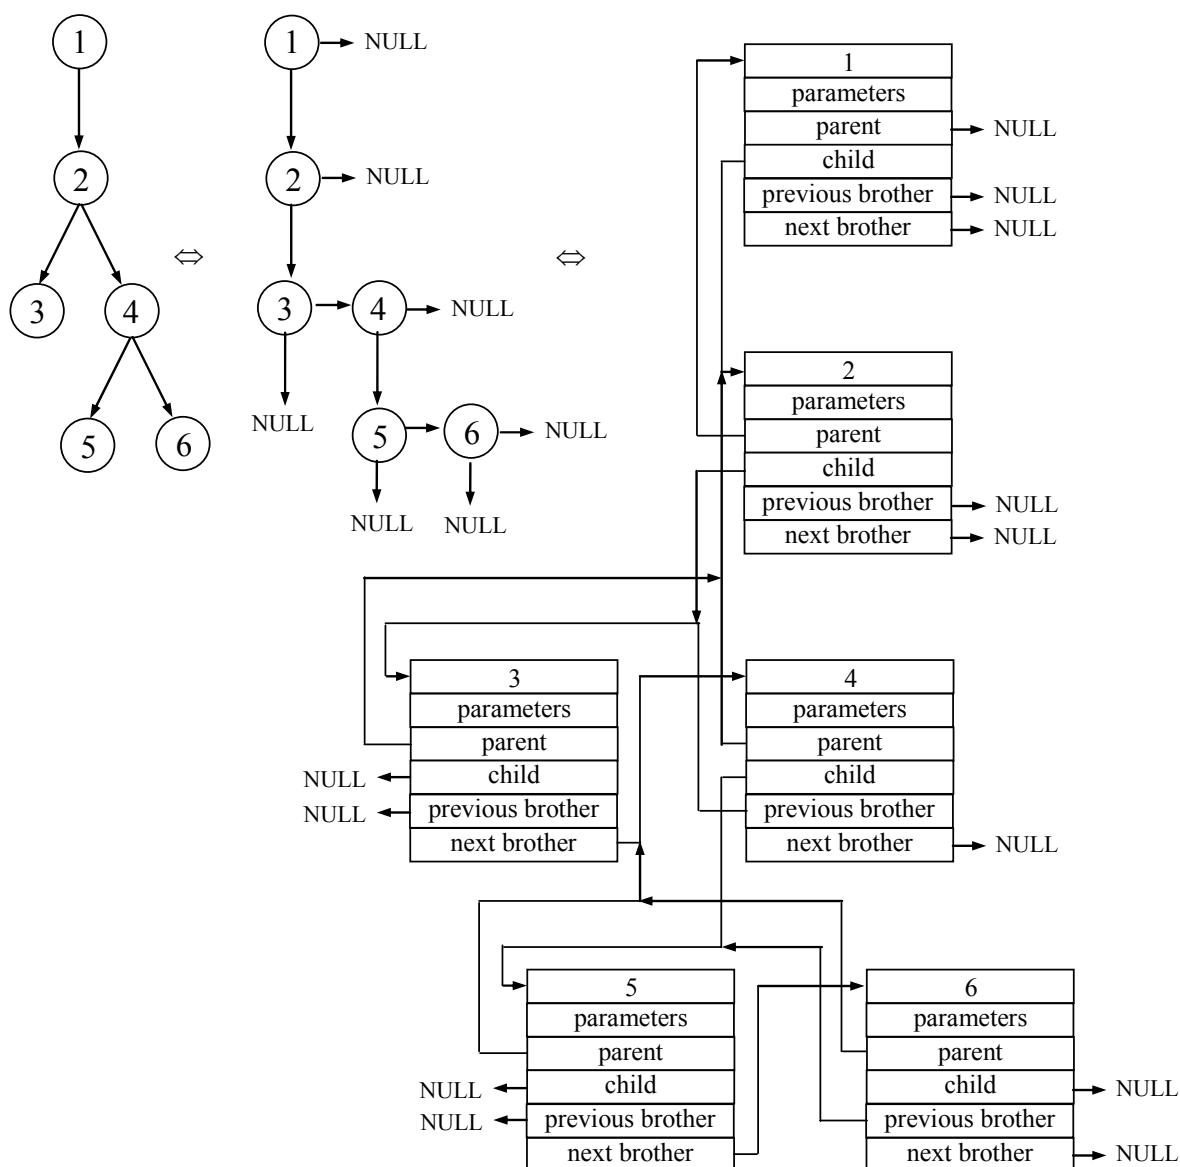 1
2
3
4
5
6
⇔
1
NULL
2
NULL
3
4
NULL
NULL
5
6
NULL
NULL
NULL
⇔
1
parameters
parent
NULL
child
previous brother
NULL
next brother
NULL
2
parameters
parent
child
previous brother
NULL
next brother
NULL
3
parameters
parent
NULL
child
NULL
previous brother
next brother
4
parameters
parent
child
previous brother
next brother
NULL
5
parameters
parent
NULL
child
NULL
previous brother
next brother
6
parameters
parent
child
NULL
previous brother
next brother
NULL